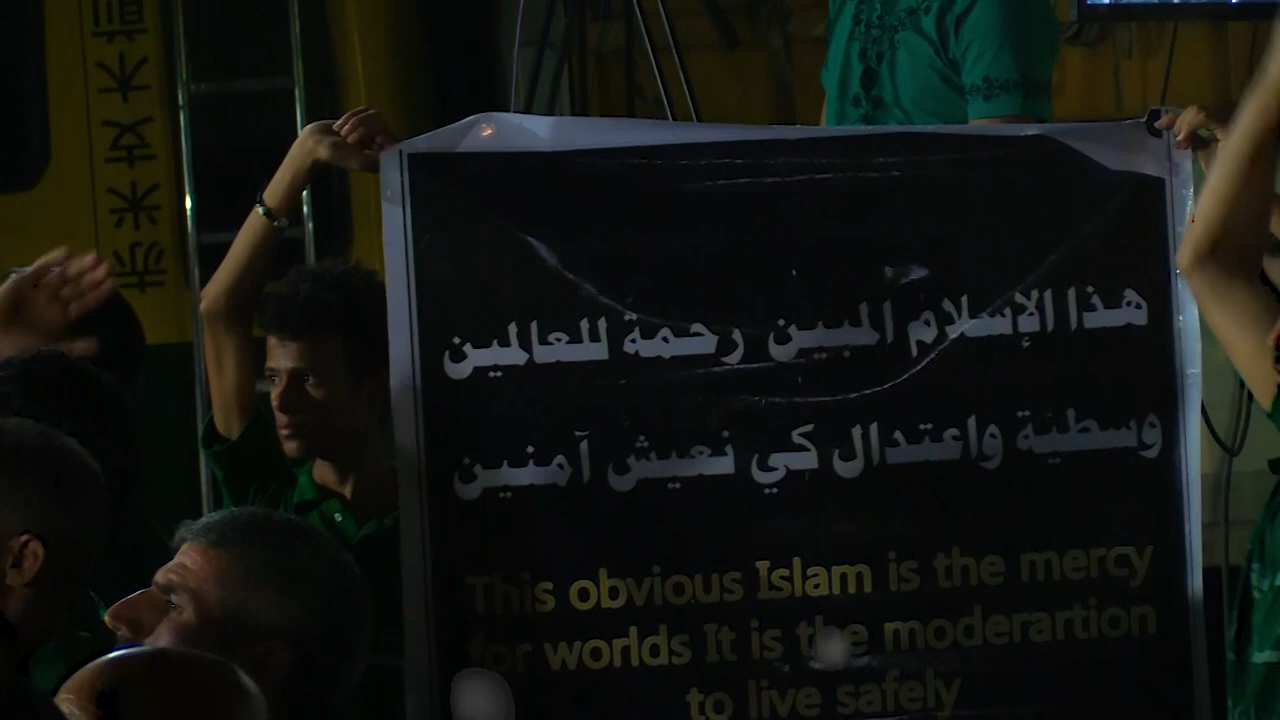 هذا الإسلام المبين رحمة للعالمين
وسطية واعتدال كي نعيش آمنين
This obvious Islam is the mercy
for worlds It is the moderartion
to live safely